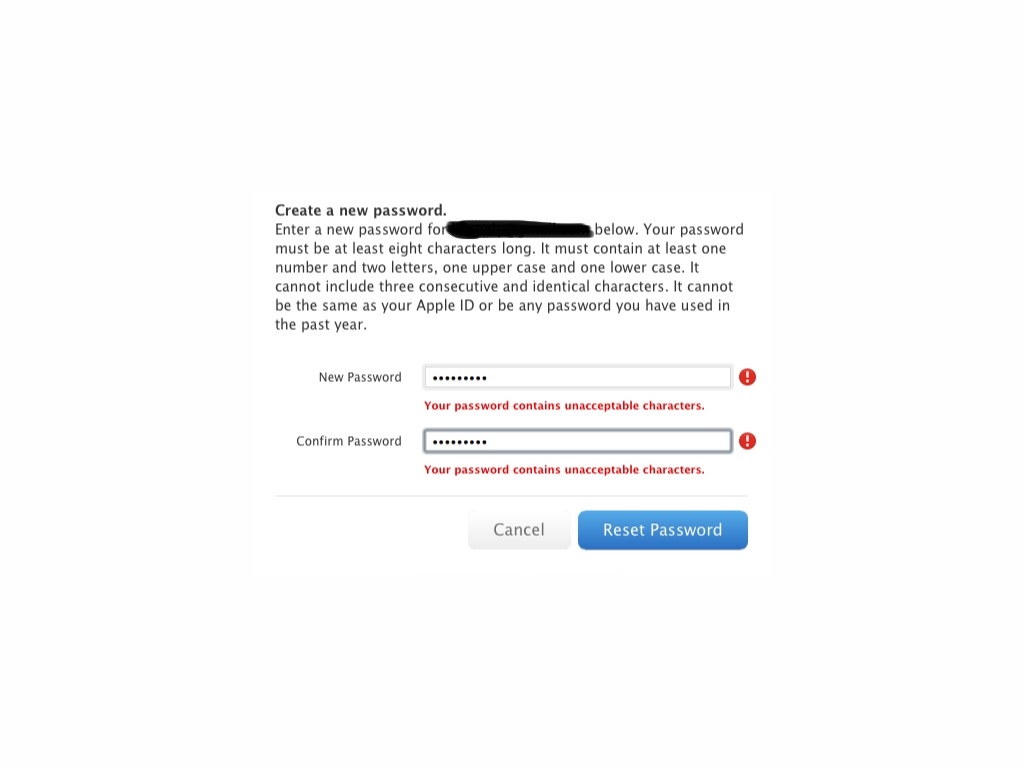 Create a new password.
Enter a new password for below. Your password
must be at least eight characters long. It must contain at least one
number and two letters, one upper case and one lower case. It
cannot include three consecutive and identical characters. It cannot
be the same as your Apple ID or be any password you have used in
the past year.
New Password •••••••••
Your password contains unacceptable characters.
Confirm Password •••••••••
Your password contains unacceptable characters.
Cancel Reset Password